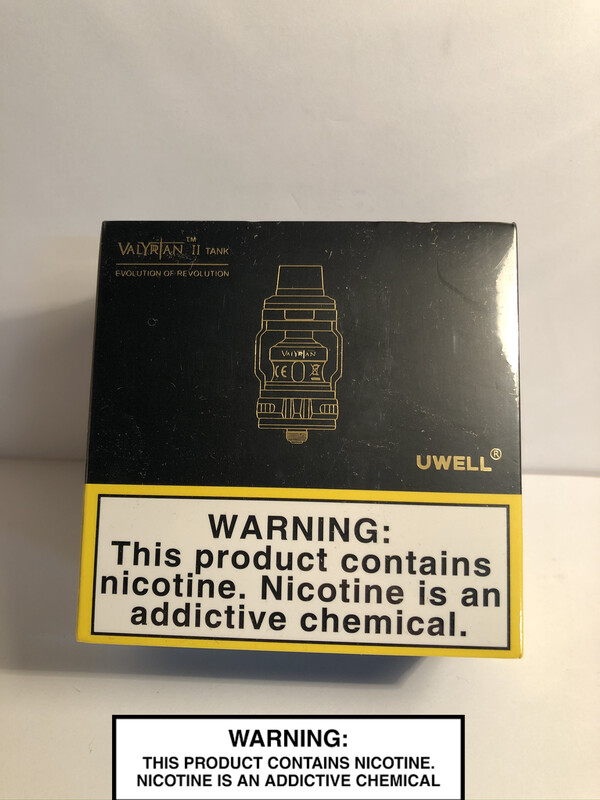 VALYRIAN™ II TANK
EVOLUTION OF REVOLUTION
VALYRIAN
CE
UWELL®
WARNING:
This product contains
nicotine. Nicotine is an
addictive chemical.
WARNING:
THIS PRODUCT CONTAINS NICOTINE.
NICOTINE IS AN ADDICTIVE CHEMICAL